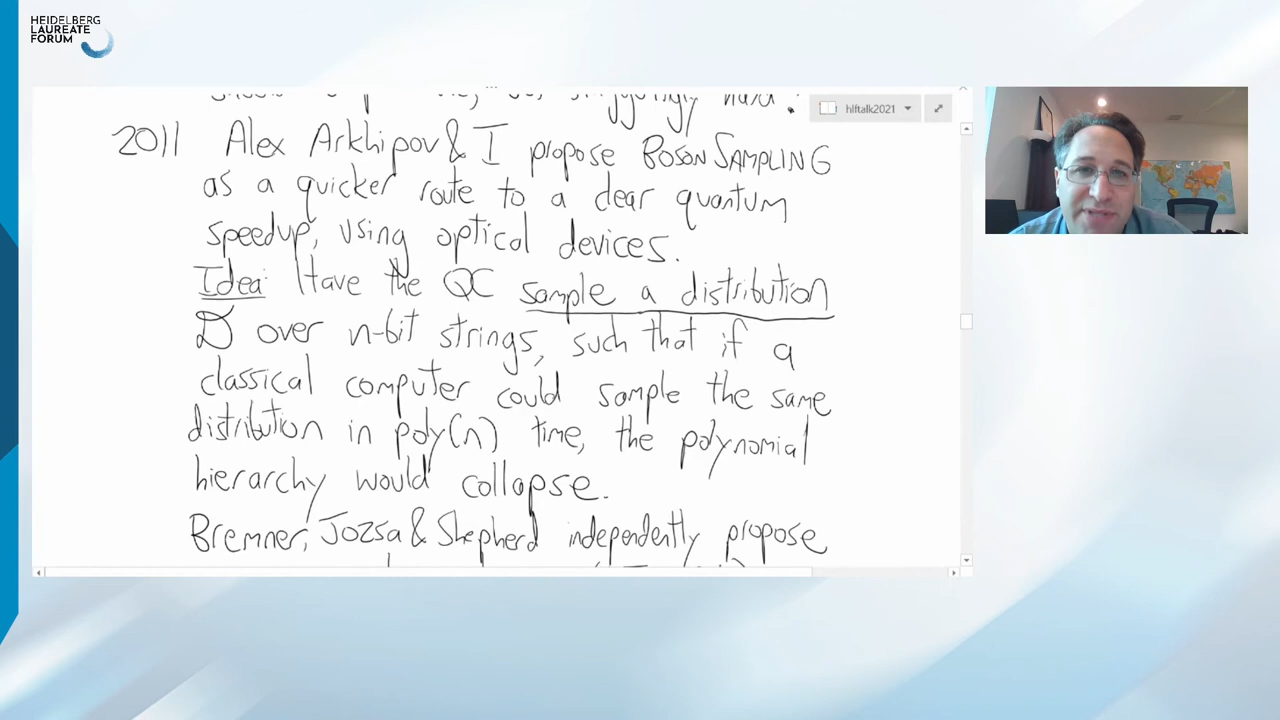 HEIDELBERG
LAUREATE
FORUM
hard.
hlftalk2021
2011 Alex Arkhipov & I propose BOSONSAMPLING
as a quicker route to a clear quantum
speedup, using optical devices.
Idea: Have the QC sample a distribution
D over n-bit strings, such that if a
classical computer could sample the same
distribution in poly(n) time, the polynomial
hierarchy would collapse.
Bremner, Jozsa & Shepherd independently propose